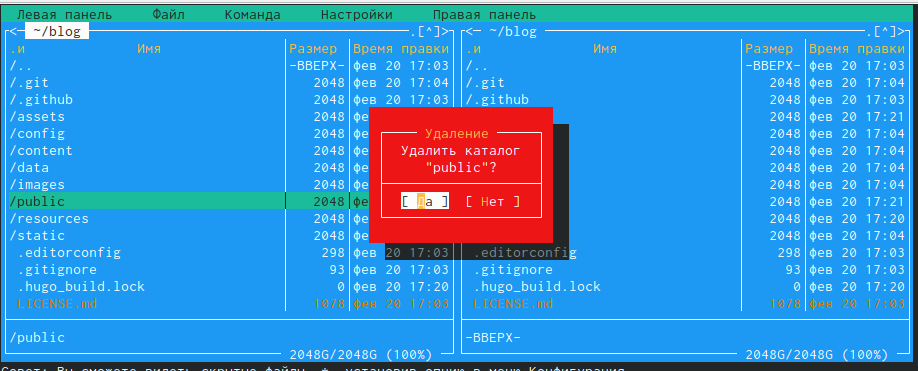 Левая панель Файл Команда Настройки Правая панель
<─ ~/blog .[^]> <─ ~/blog .[^]>
.и Имя Размер Время правки .и Имя Размер Время правки
/.. -ВВЕРХ- фев 20 17:03 /.. -ВВЕРХ- фев 20 17:03
/.git 2048 фев 20 17:04 /.git 2048 фев 20 17:04
/.github 2048 фев 20 17:03 /.github 2048 фев 20 17:03
/assets 2048 2048 фев 20 17:21
/config 2048 2048 фев 20 17:04
/content 2048 2048 фев 20 17:04
/data 2048 2048 фев 20 17:04
/images 2048 2048 фев 20 17:04
/public 2048 2048 фев 20 17:21
/resources 2048 2048 фев 20 17:20
/static 2048 2048 фев 20 17:04
Удаление
Удалить каталог
"public"?
[ Да ] [ Нет ]
.editorconfig 298 фев 20 17:03 .editorconfig 298 фев 20 17:03
.gitignore 93 фев 20 17:03 .gitignore 93 фев 20 17:03
.hugo_build.lock 0 фев 20 17:20 .hugo_build.lock 0 фев 20 17:20
LICENSE.md 1078 фев 20 17:03 LICENSE.md 1078 фев 20 17:03
/public -ВВЕРХ-
2048G/2048G (100%) 2048G/2048G (100%)
Совет: Вы сможете видеть скрытые файлы .*, установив опцию в меню Конфигурация